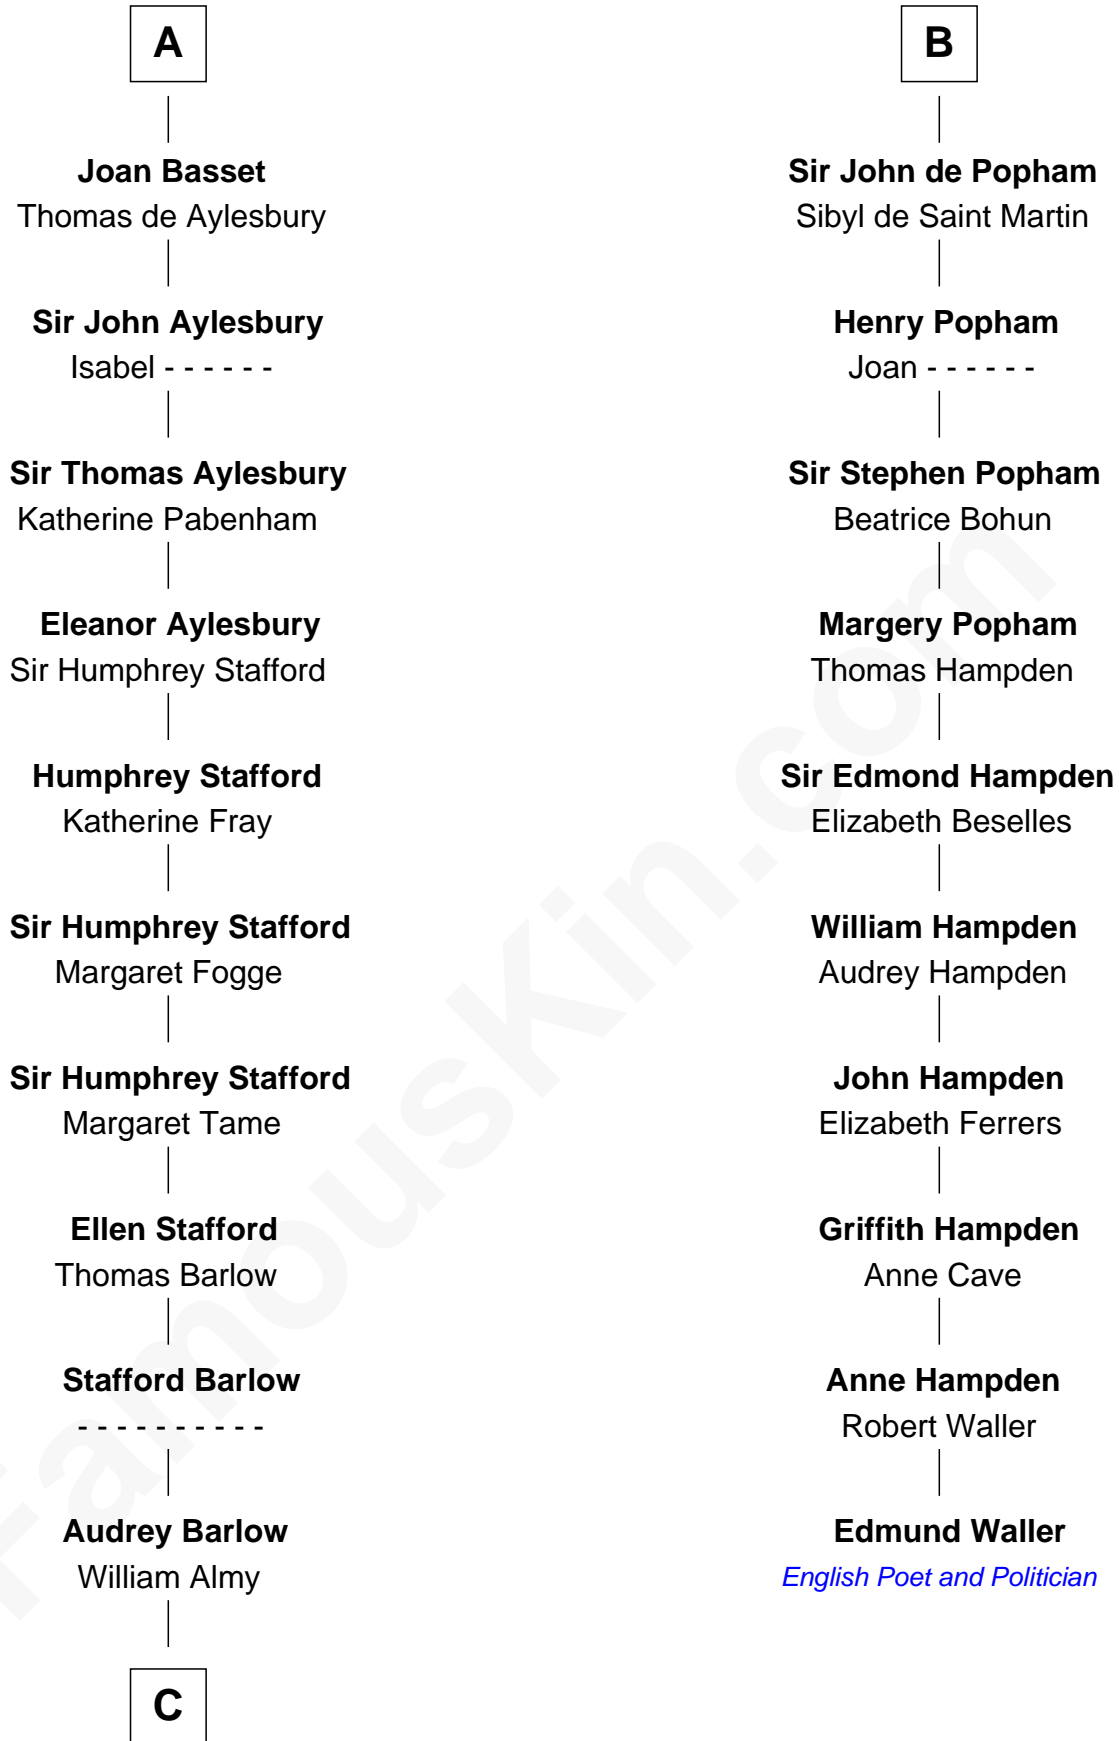 A
Joan Basset
Thomas de Aylesbury
Sir John Aylesbury
Isabel - - - - - -
Sir Thomas Aylesbury
Katherine Pabenham
Eleanor Aylesbury
Sir Humphrey Stafford
Humphrey Stafford
Katherine Fray
Sir Humphrey Stafford
Margaret Fogge
Sir Humphrey Stafford
Margaret Tame
Ellen Stafford
Thomas Barlow
Stafford Barlow
- - - - - - - - - -
Audrey Barlow
William Almy
C
B
Sir John de Popham
Sibyl de Saint Martin
Henry Popham
Joan - - - - - -
Sir Stephen Popham
Beatrice Bohun
Margery Popham
Thomas Hampden
Sir Edmond Hampden
Elizabeth Beselles
William Hampden
Audrey Hampden
John Hampden
Elizabeth Ferrers
Griffith Hampden
Anne Cave
Anne Hampden
Robert Waller
Edmund Waller
English Poet and Politician
FamousKin.com